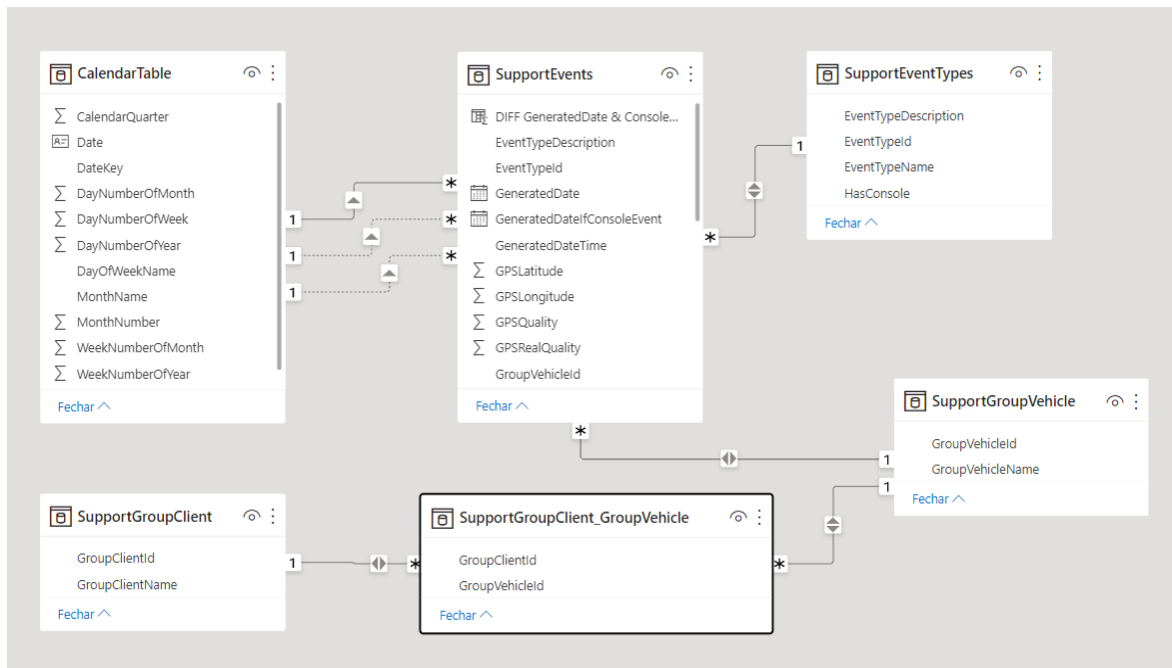 CalendarTable
CalendarQuarter
Date
DateKey
DayNumberOfMonth
DayNumberOfWeek
DayNumberOfYear
DayOfWeekName
MonthName
MonthNumber
WeekNumberOfMonth
WeekNumberOfYear
Fechar
SupportEvents
DIFF GeneratedDate & Console...
EventTypeDescription
EventTypeId
GeneratedDate
GeneratedDateIfConsoleEvent
GeneratedDateTime
GPSLatitude
GPSLongitude
GPSQuality
GPSRealQuality
GroupVehicleId
Fechar
SupportEventTypes
EventTypeDescription
EventTypeId
EventTypeName
HasConsole
Fechar
1
*
1
*
1
*
1
*
*
1
1
SupportGroupVehicle
GroupVehicleId
GroupVehicleName
Fechar
SupportGroupClient
GroupClientId
GroupClientName
Fechar
1
*
SupportGroupClient_GroupVehicle
GroupClientId
GroupVehicleId
Fechar
*